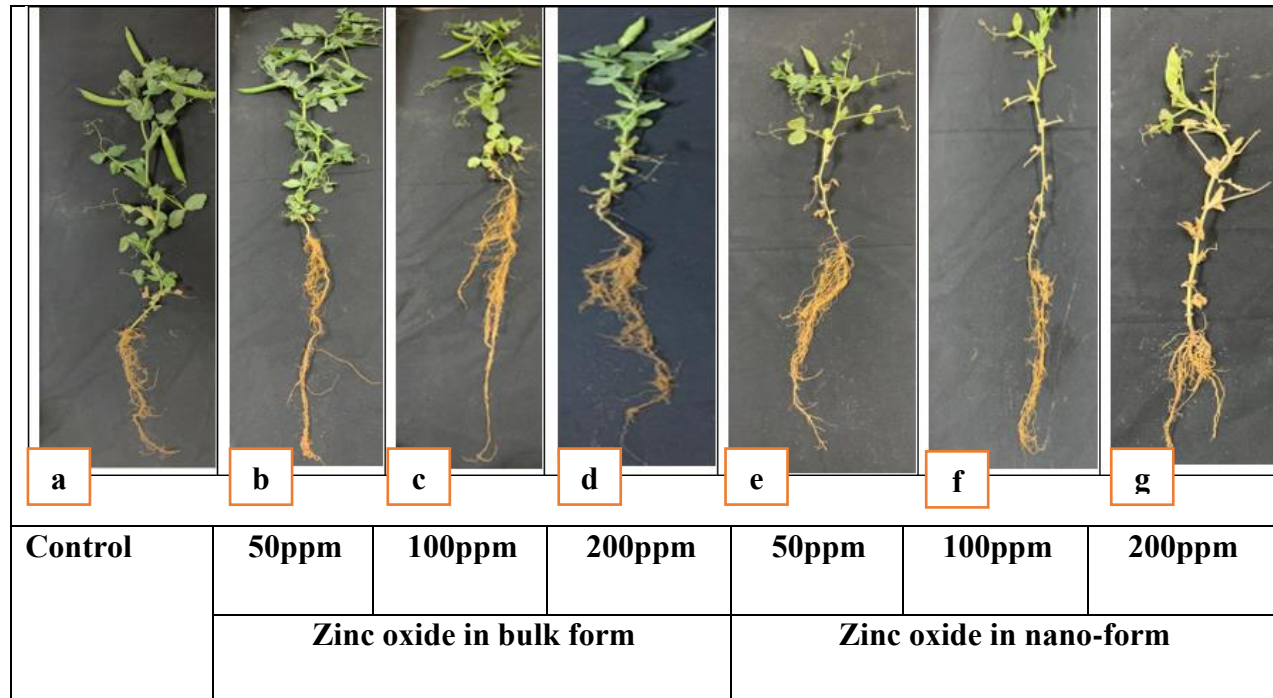 a b c d e f g
Control 50ppm 100ppm 200ppm 50ppm 100ppm 200ppm
Zinc oxide in bulk form Zinc oxide in nano-form